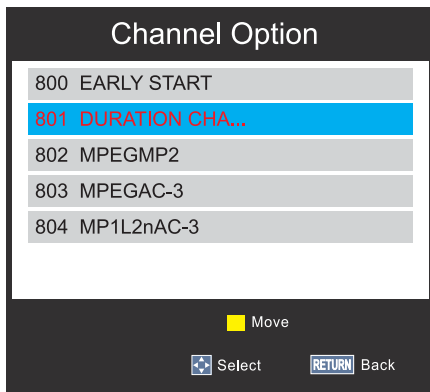 Channel Option
800 EARLY START
801 DURATION CHA...
802 MPEGMP2
803 MPEGAC-3
804 MP1L2nAC-3
Move
Select RETURN Back